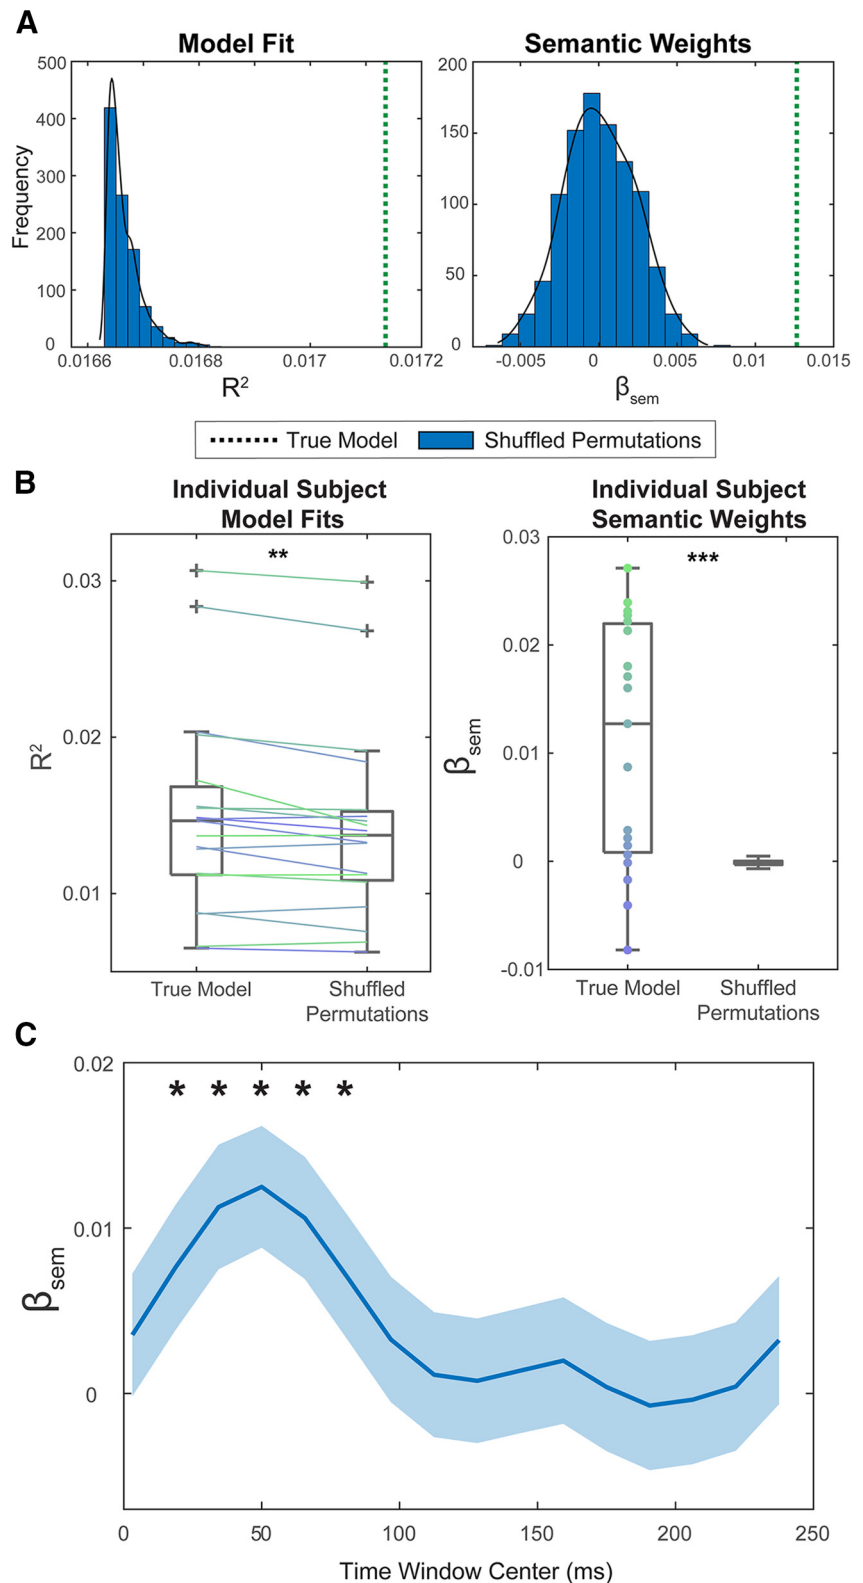 A
Model Fit
Semantic Weights
500
400
300
200
100
0
Frequency
0.0166
0.0168
0.017
0.0172
R²
200
150
100
50
0
-0.005
0
0.005
0.01
0.015
βsem
True Model
Shuffled Permutations
B
Individual Subject
Model Fits
Individual Subject
Semantic Weights
**
0.03
0.02
0.01
R²
True Model
Shuffled
Permutations
***
0.03
0.02
0.01
0
-0.01
βsem
True Model
Shuffled
Permutations
C
0.02
0.01
0
βsem
* * * * *
0
50
100
150
200
250
Time Window Center (ms)